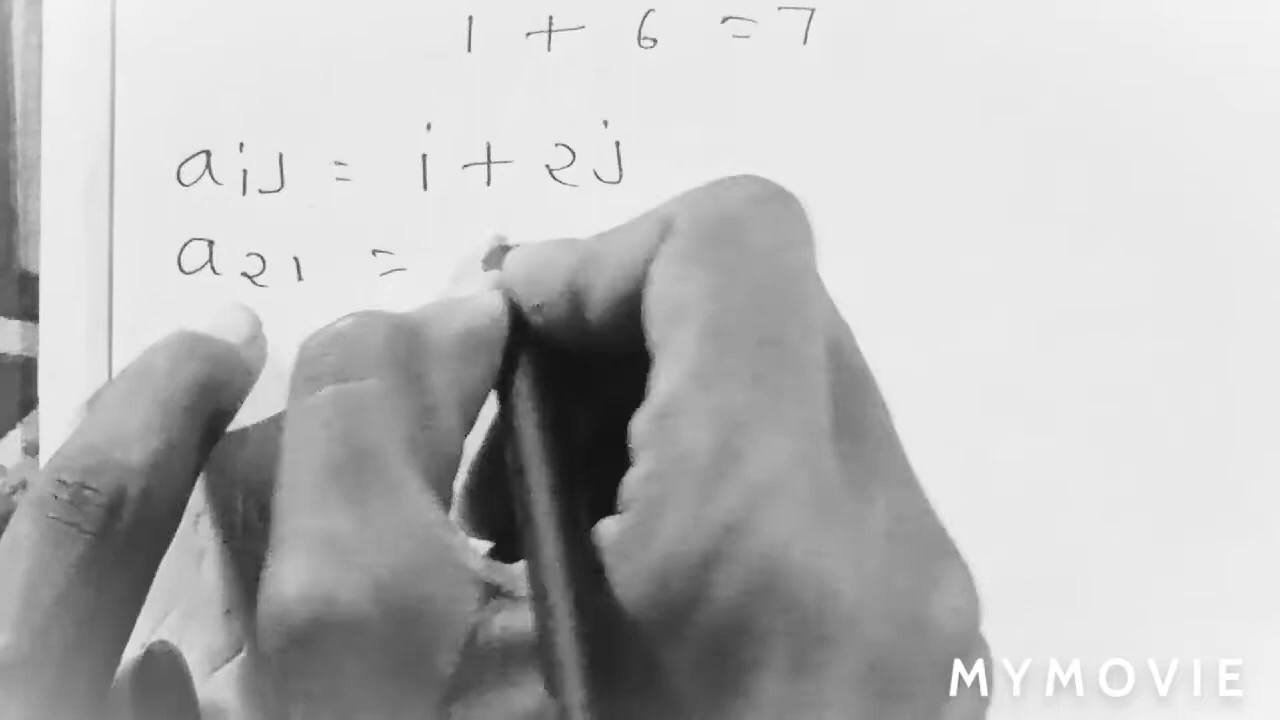 1 + 6 = 7
aij = i + 2j
a21 =
MYMOVIE